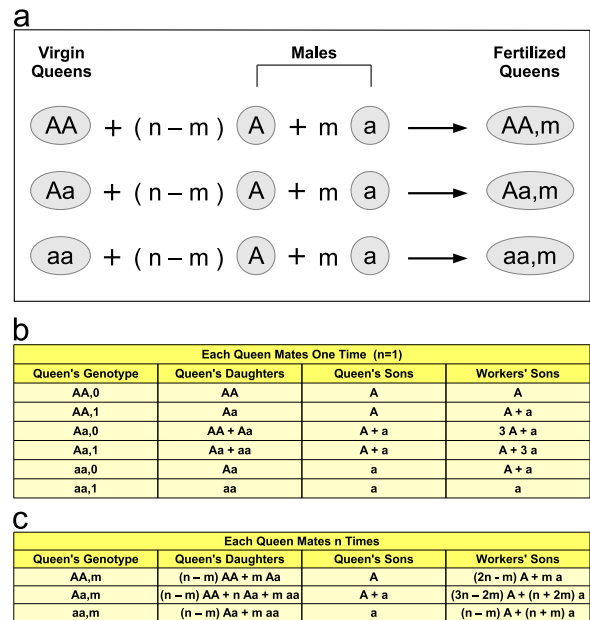 a
Virgin Queens Males Fertilized Queens
AA + ( n – m ) A + m a AA,m
Aa + ( n – m ) A + m a Aa,m
aa + ( n – m ) A + m a aa,m
b
Each Queen Mates One Time (n=1)
Queen's Genotype Queen's Daughters Queen's Sons Workers' Sons
AA,0 AA A A
AA,1 Aa A A + a
Aa,0 AA + Aa A + a 3 A + a
Aa,1 Aa + aa A + a A + 3 a
aa,0 Aa a A + a
aa,1 aa a a
c
Each Queen Mates n Times
Queen's Genotype Queen's Daughters Queen's Sons Workers' Sons
AA,m (n – m) AA + m Aa A (2n - m) A + m a
Aa,m (n – m) AA + n Aa + m aa A + a (3n – 2m) A + (n + 2m) a
aa,m (n – m) Aa + m aa a (n – m) A + (n + m) a